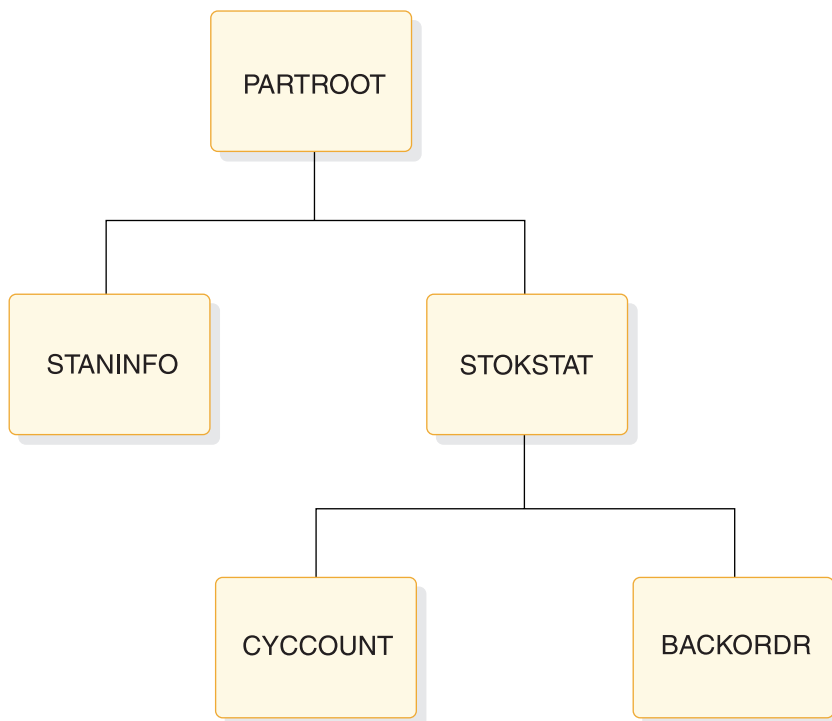 PARTROOT
STANINFO
STOKSTAT
CYCCOUNT
BACKORDR